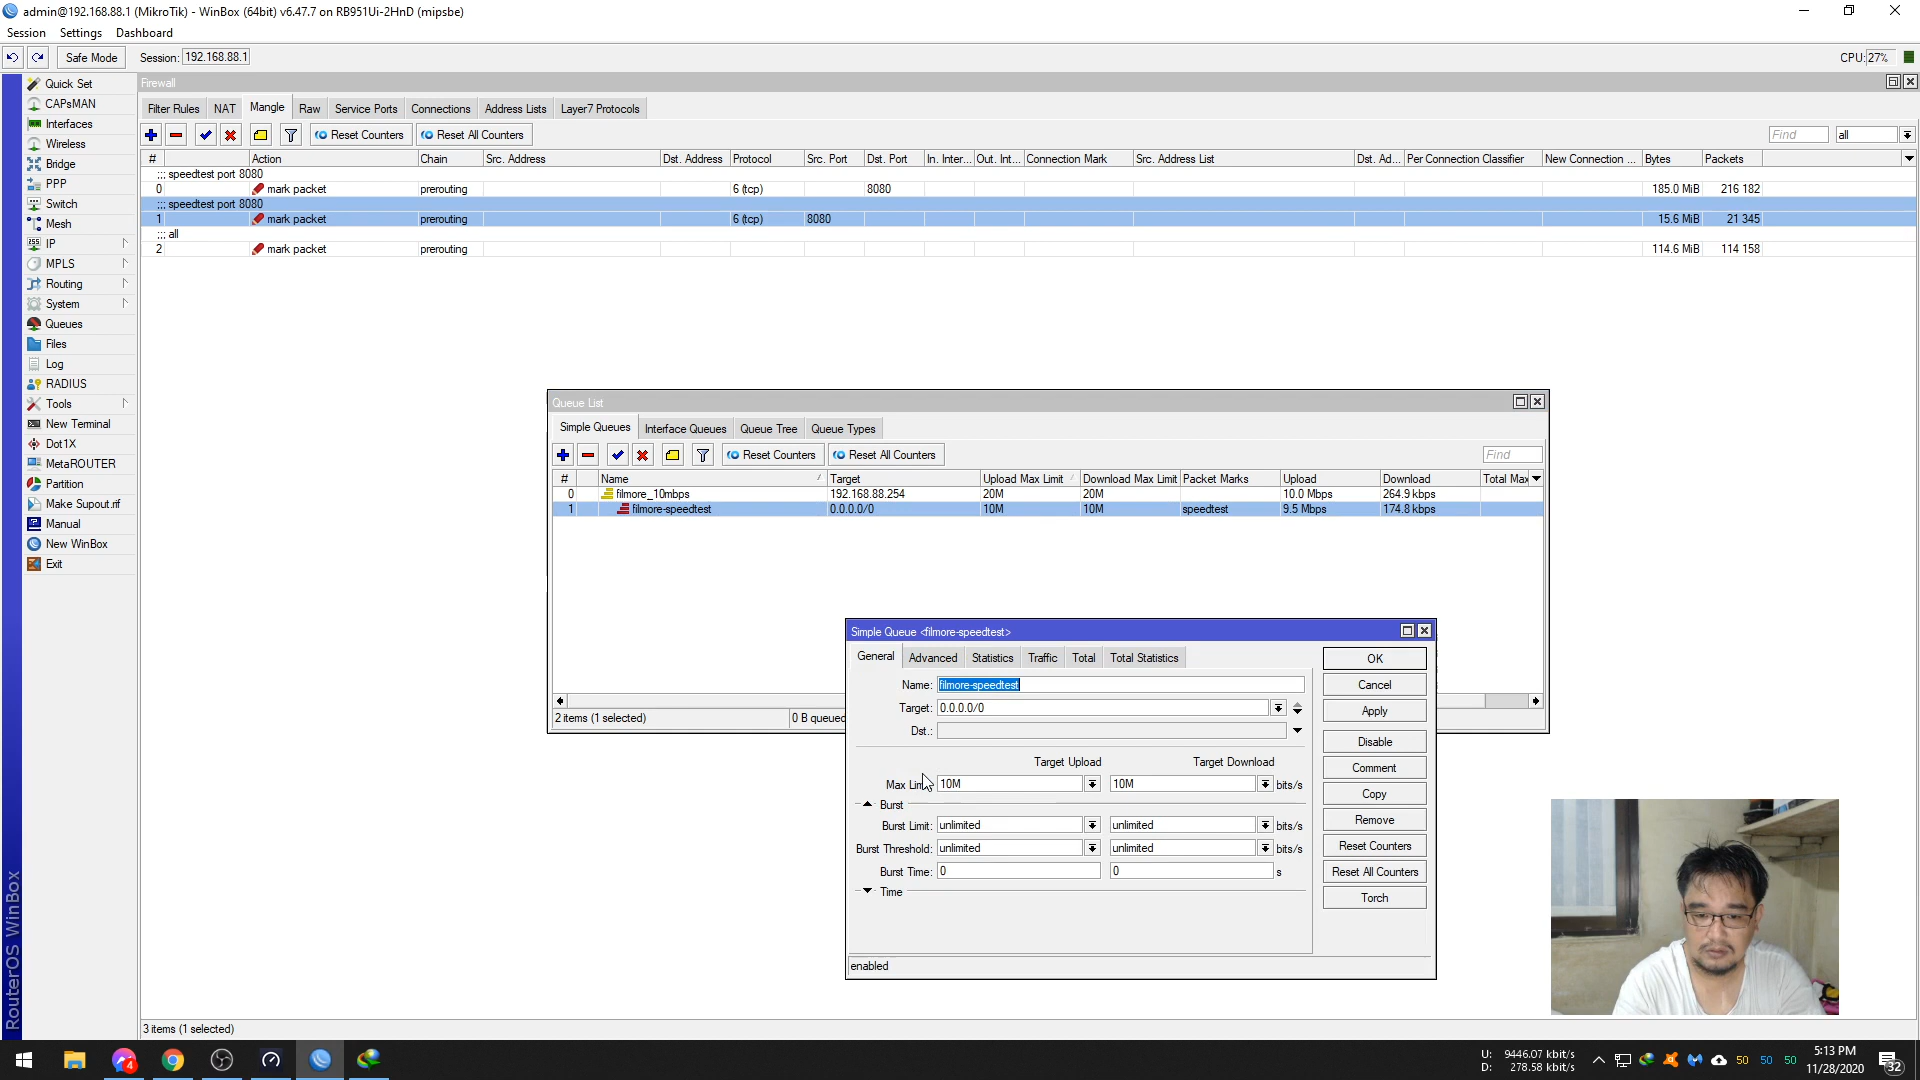 admin@192.168.88.1 (MikroTik) - WinBox (64bit) v6.47.7 on RB951Ui-2HnD (mipsbe)
Session Settings Dashboard
Safe Mode Session: 192.168.88.1 CPU: 27%
Quick Set
CAPsMAN
Interfaces
Wireless
Bridge
PPP
Switch
Mesh
IP
MPLS
Routing
System
Queues
Files
Log
RADIUS
Tools
New Terminal
Dot1X
MetaROUTER
Partition
Make Supout.rif
Manual
New WinBox
Exit
RouterOS WinBox
Firewall
Filter Rules NAT Mangle Raw Service Ports Connections Address Lists Layer7 Protocols
Reset Counters Reset All Counters Find all
# Action Chain Src. Address Dst. Address Protocol Src. Port Dst. Port In. Inter... Out. Int... Connection Mark Src. Address List Dst. Ad... Per Connection Classifier New Connection ... Bytes Packets
;;; speedtest port 8080
0 mark packet prerouting 6 (tcp) 8080 185.0 MiB 216 182
;;; speedtest port 8080
1 mark packet prerouting 6 (tcp) 8080 15.6 MiB 21 345
;;; all
2 mark packet prerouting 114.6 MiB 114 158
Queue List
Simple Queues Interface Queues Queue Tree Queue Types
Reset Counters Reset All Counters Find
# Name Target Upload Max Limit Download Max Limit Packet Marks Upload Download Total Max
0 filmore_10mbps 192.168.88.254 20M 20M 10.0 Mbps 264.9 kbps
1 filmore-speedtest 0.0.0.0/0 10M 10M speedtest 9.5 Mbps 174.8 kbps
2 items (1 selected) 0 B queued
Simple Queue <filmore-speedtest>
General Advanced Statistics Traffic Total Total Statistics
Name: filmore-speedtest
Target: 0.0.0.0/0
Dst.:
Target Upload Target Download
Max Lim 10M 10M bits/s
Burst
Burst Limit: unlimited unlimited bits/s
Burst Threshold: unlimited unlimited bits/s
Burst Time: 0 0 s
Time
enabled
OK
Cancel
Apply
Disable
Comment
Copy
Remove
Reset Counters
Reset All Counters
Torch
3 items (1 selected)
4
U: 9446.07 kbit/s
D: 278.58 kbit/s
50 50 50
5:13 PM
11/28/2020
32